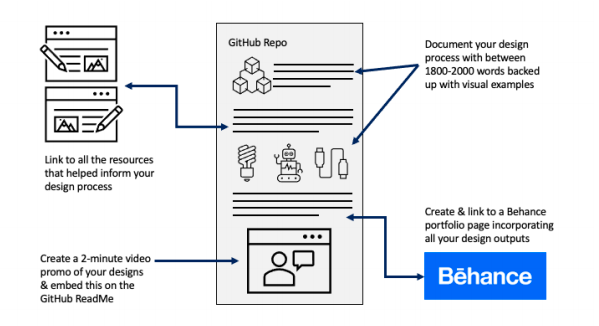 GitHub Repo
Document your design
process with between
1800-2000 words backed
up with visual examples
Link to all the resources
that helped inform your
design process
Create & link to a Behance
portfolio page incorporating
all your design outputs
Create a 2-minute video
promo of your designs
& embed this on the
GitHub ReadMe
Bēhance